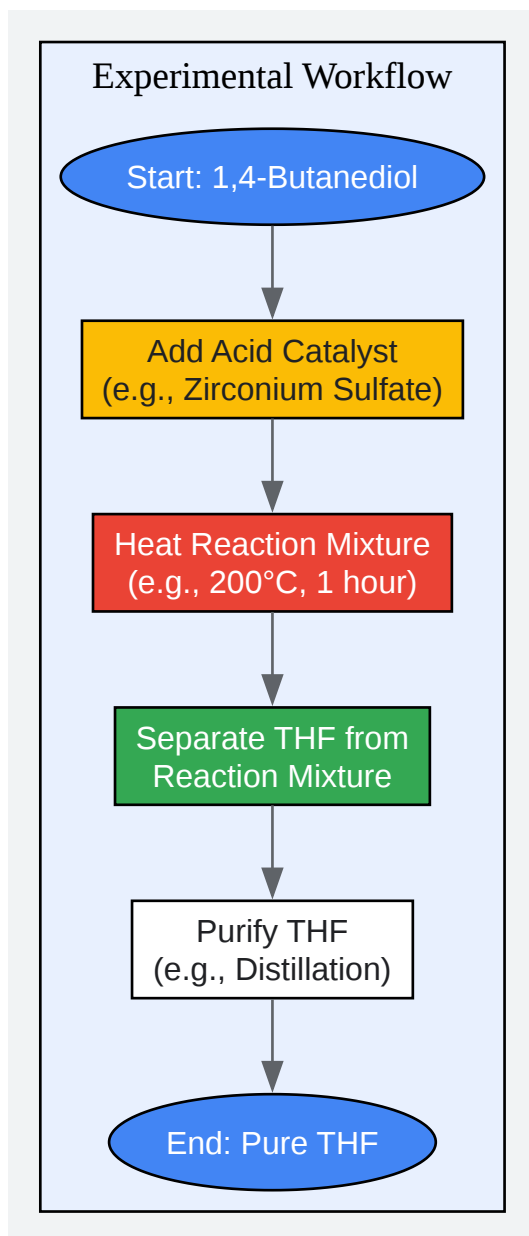 Experimental Workflow
Start: 1,4-Butanediol
Add Acid Catalyst
(e.g., Zirconium Sulfate)
Heat Reaction Mixture
(e.g., 200°C, 1 hour)
Separate THF from
Reaction Mixture
Purify THF
(e.g., Distillation)
End: Pure THF